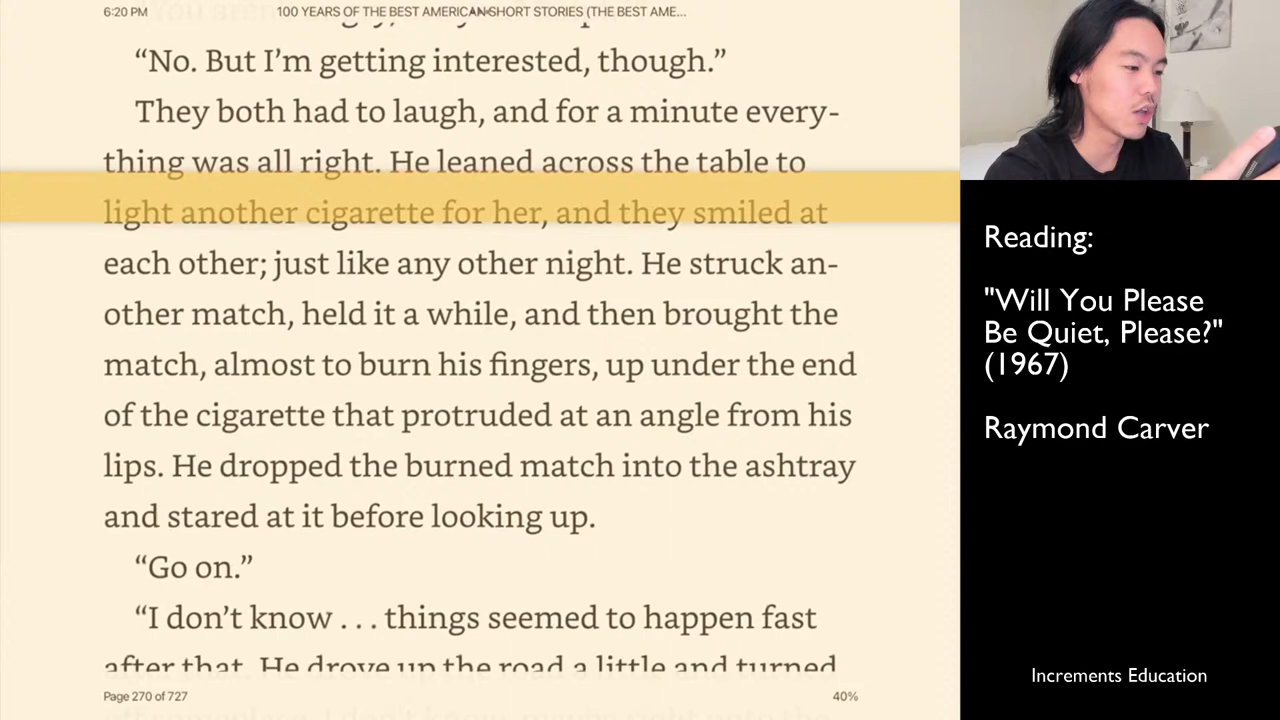 6:20 PM
100 YEARS OF THE BEST AMERICAN SHORT STORIES (THE BEST AME...
“No. But I’m getting interested, though.”
They both had to laugh, and for a minute every-
thing was all right. He leaned across the table to
light another cigarette for her, and they smiled at
each other; just like any other night. He struck an-
other match, held it a while, and then brought the
match, almost to burn his fingers, up under the end
of the cigarette that protruded at an angle from his
lips. He dropped the burned match into the ashtray
and stared at it before looking up.
“Go on.”
“I don’t know . . . things seemed to happen fast
after that. He drove up the road a little and turned
Page 270 of 727
40%
Reading:
"Will You Please
Be Quiet, Please?"
(1967)
Raymond Carver
Increments Education